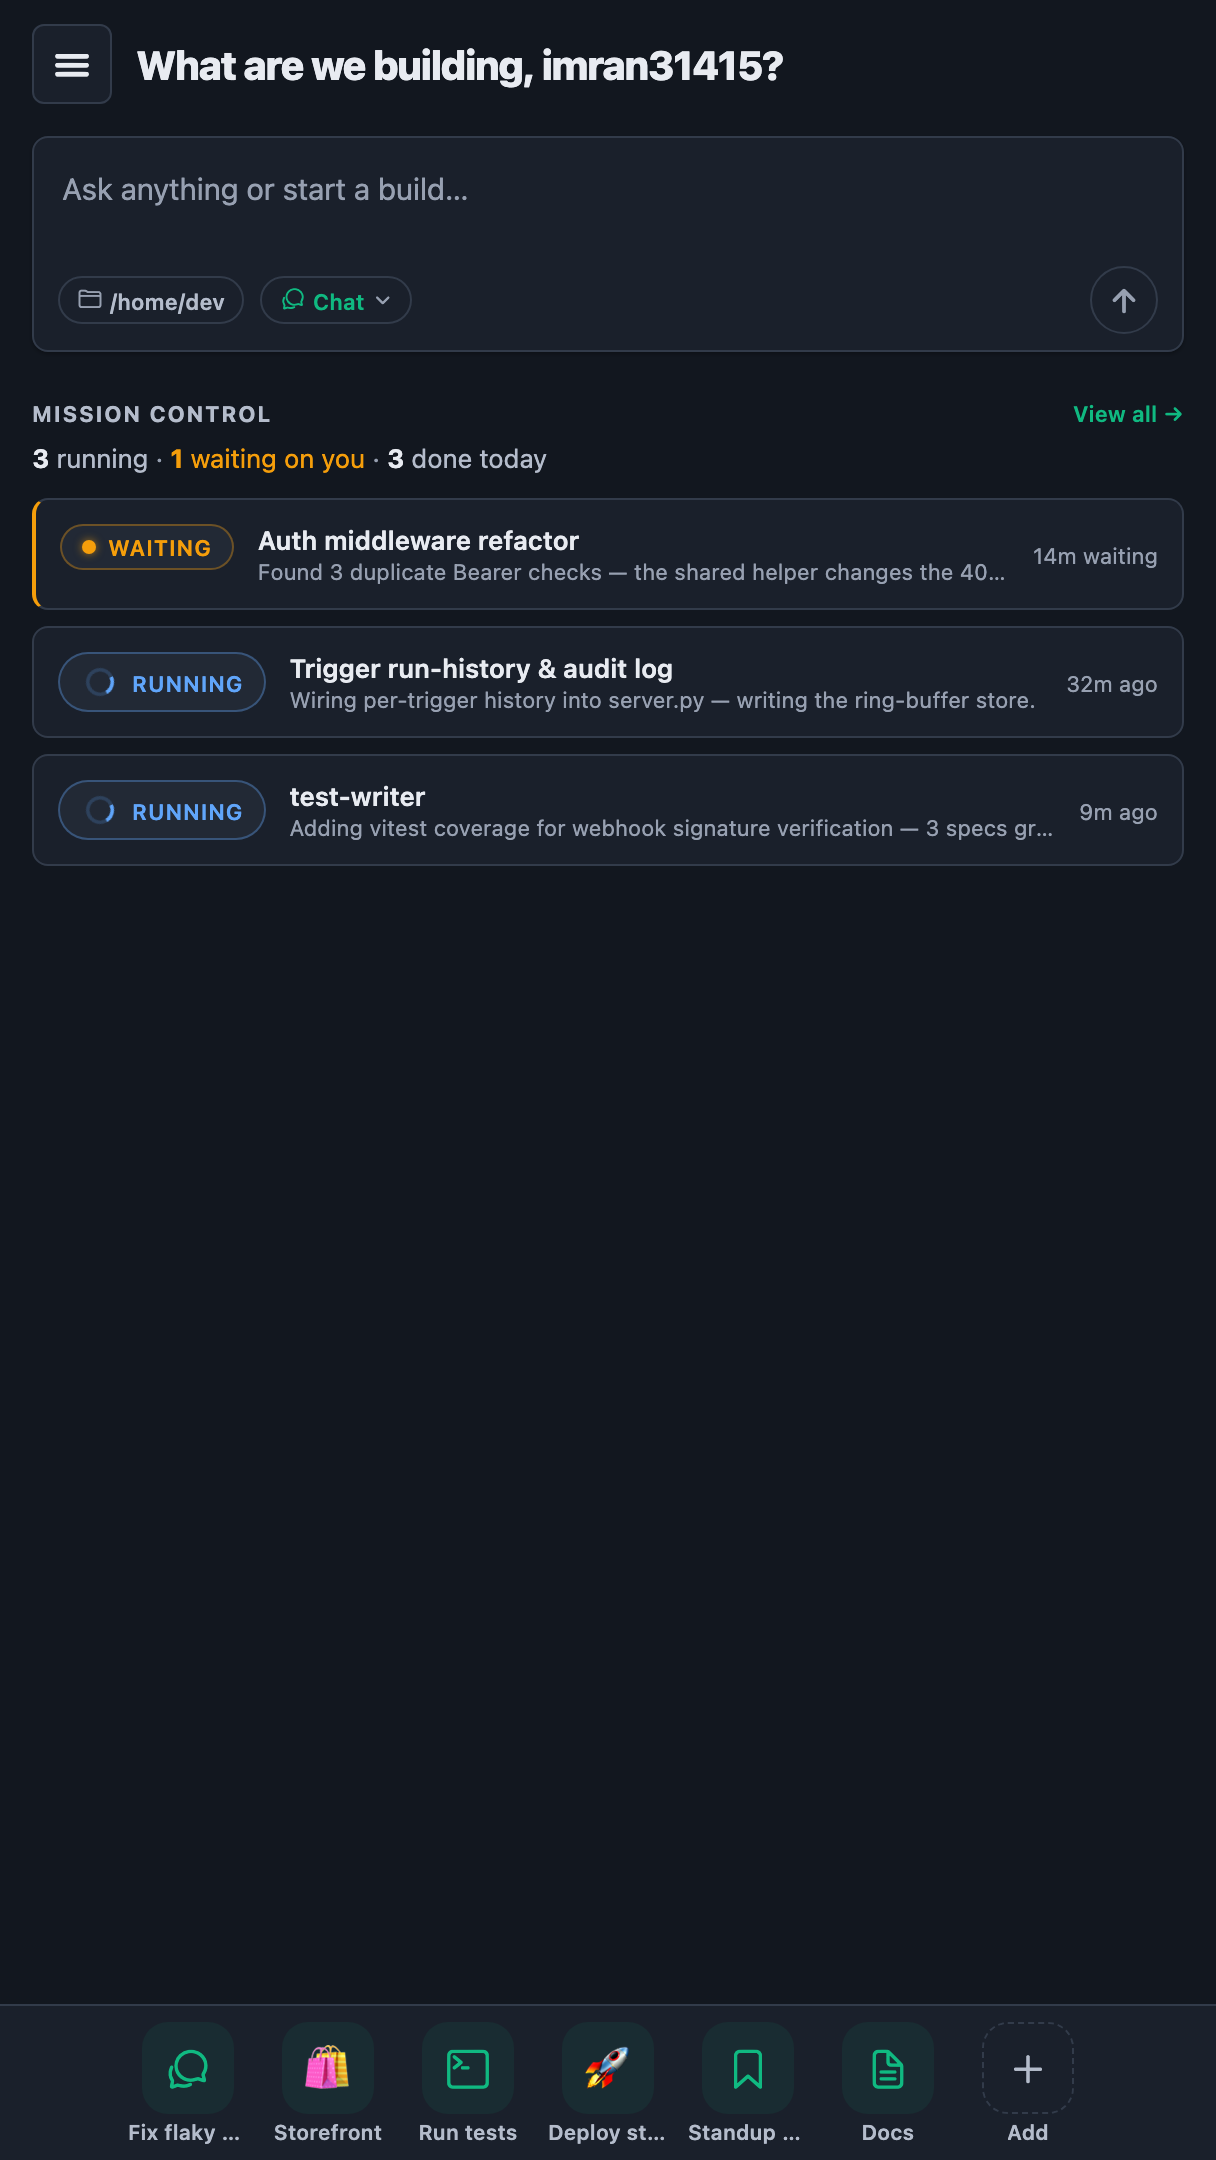 What are we building, imran31415?
Ask anything or start a build...
/home/dev
Chat
MISSION CONTROL
View all →
3 running · 1 waiting on you · 3 done today
WAITING
Auth middleware refactor
Found 3 duplicate Bearer checks — the shared helper changes the 40...
14m waiting
RUNNING
Trigger run-history & audit log
Wiring per-trigger history into server.py — writing the ring-buffer store.
32m ago
RUNNING
test-writer
Adding vitest coverage for webhook signature verification — 3 specs gr...
9m ago
Fix flaky ...
Storefront
Run tests
Deploy st...
Standup ...
Docs
Add